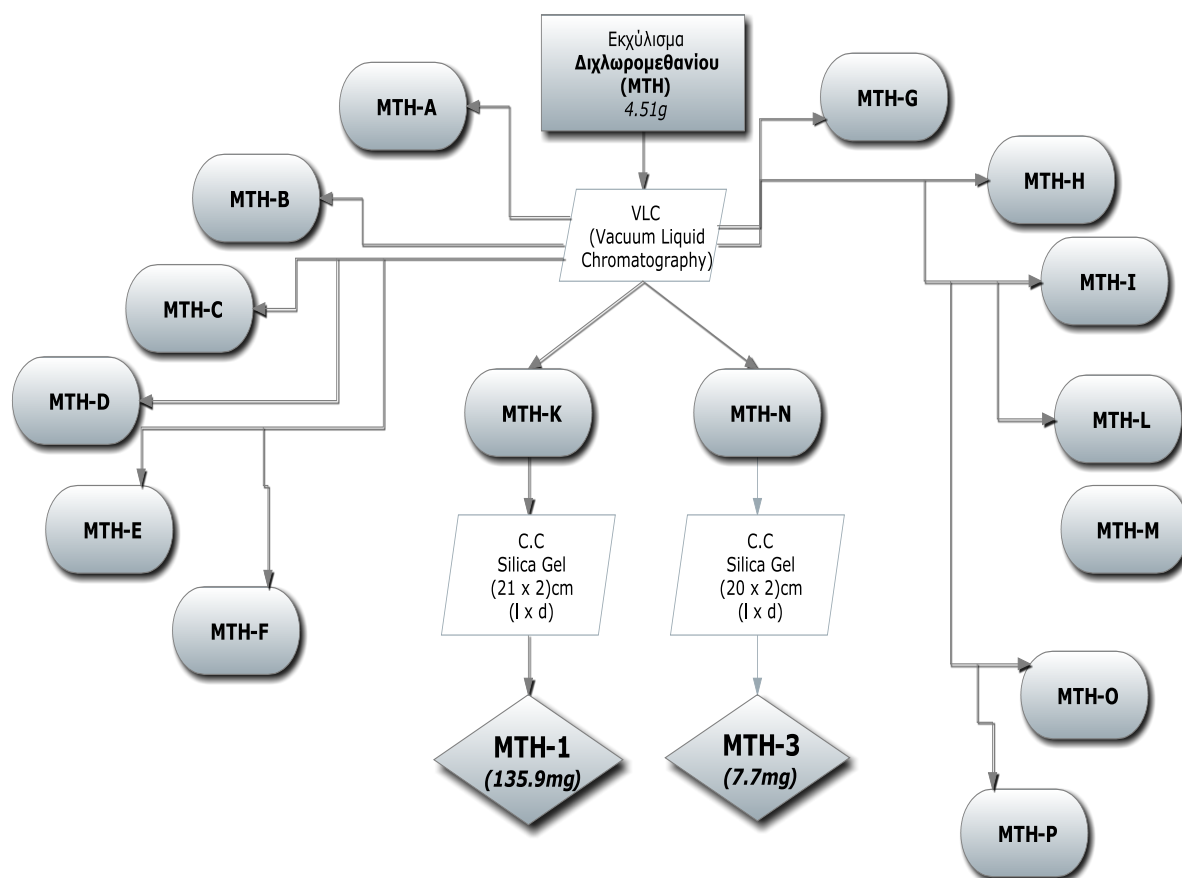 Εκχύλισμα
Διχλωρομεθανίου
(MTH)
4.51g
MTH-A
MTH-G
MTH-B
MTH-H
VLC
(Vacuum Liquid
Chromatography)
MTH-C
MTH-I
MTH-D
MTH-K
MTH-N
MTH-L
MTH-E
MTH-M
C.C
Silica Gel
(21 x 2)cm
(l x d)
C.C
Silica Gel
(20 x 2)cm
(l x d)
MTH-F
MTH-O
MTH-1
(135.9mg)
MTH-3
(7.7mg)
MTH-P